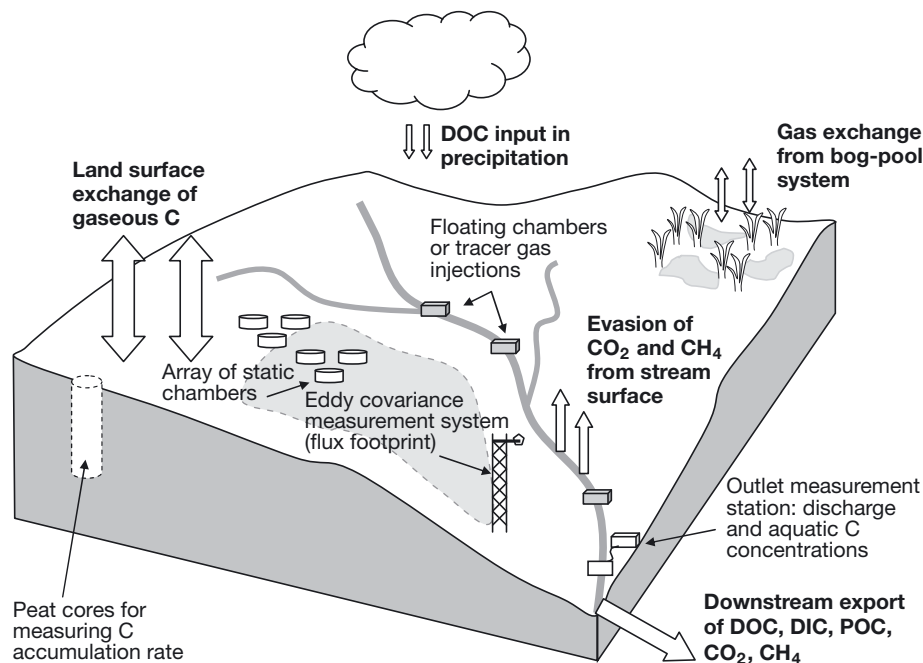 DOC input in
precipitation
Gas exchange
from bog-pool
system
Land surface
exchange of
gaseous C
Floating chambers
or tracer gas
injections
Evasion of
CO₂ and CH₄
from stream
surface
Array of static
chambers
Eddy covariance
measurement system
(flux footprint)
Outlet measurement
station: discharge
and aquatic C
concentrations
Peat cores for
measuring C
accumulation rate
Downstream export
of DOC, DIC, POC,
CO₂, CH₄